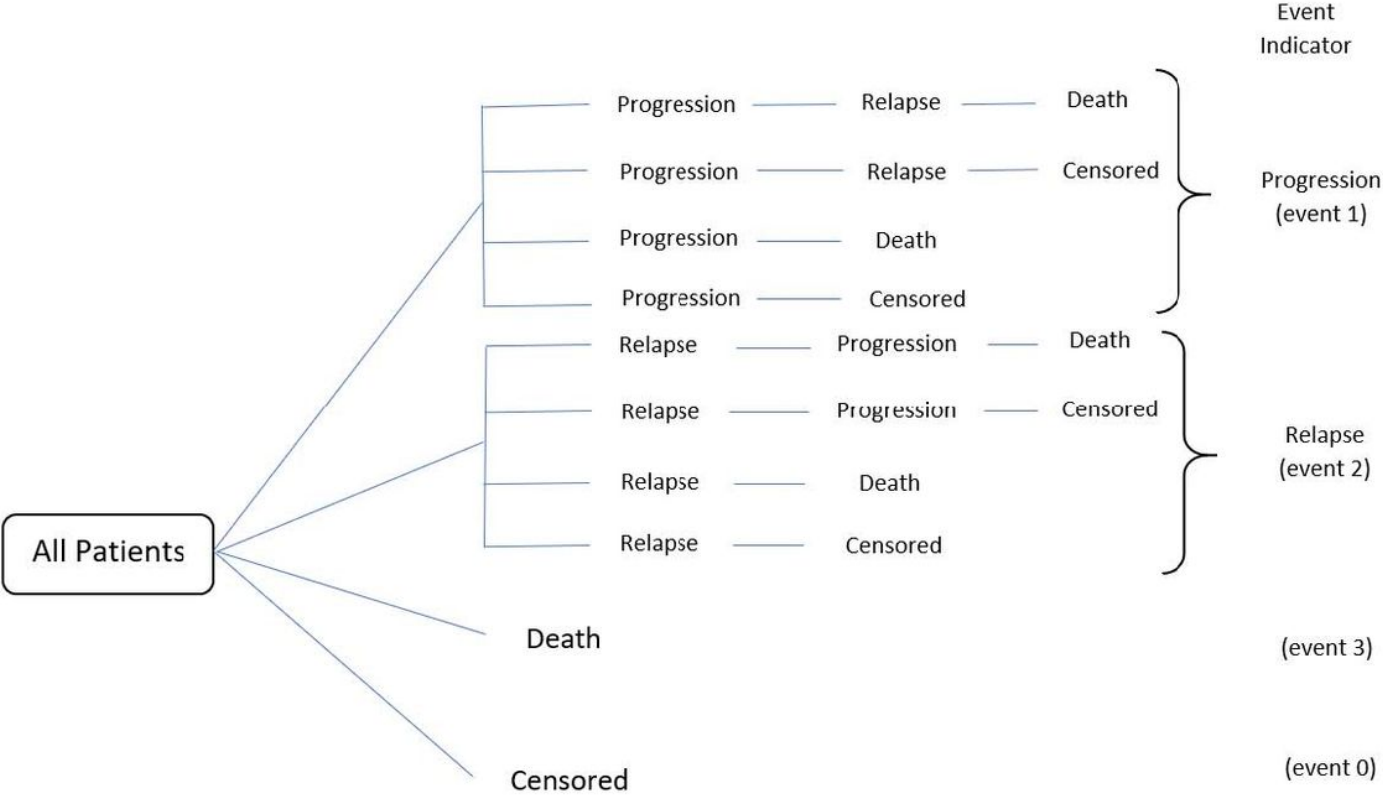 Event
Indicator
Progression Relapse Death
Progression Relapse Censored
Progression
(event 1)
Progression Death
Progression Censored
Relapse Progression Death
Relapse Progression Censored
Relapse
(event 2)
Relapse Death
Relapse Censored
All Patients
Death (event 3)
Censored (event 0)